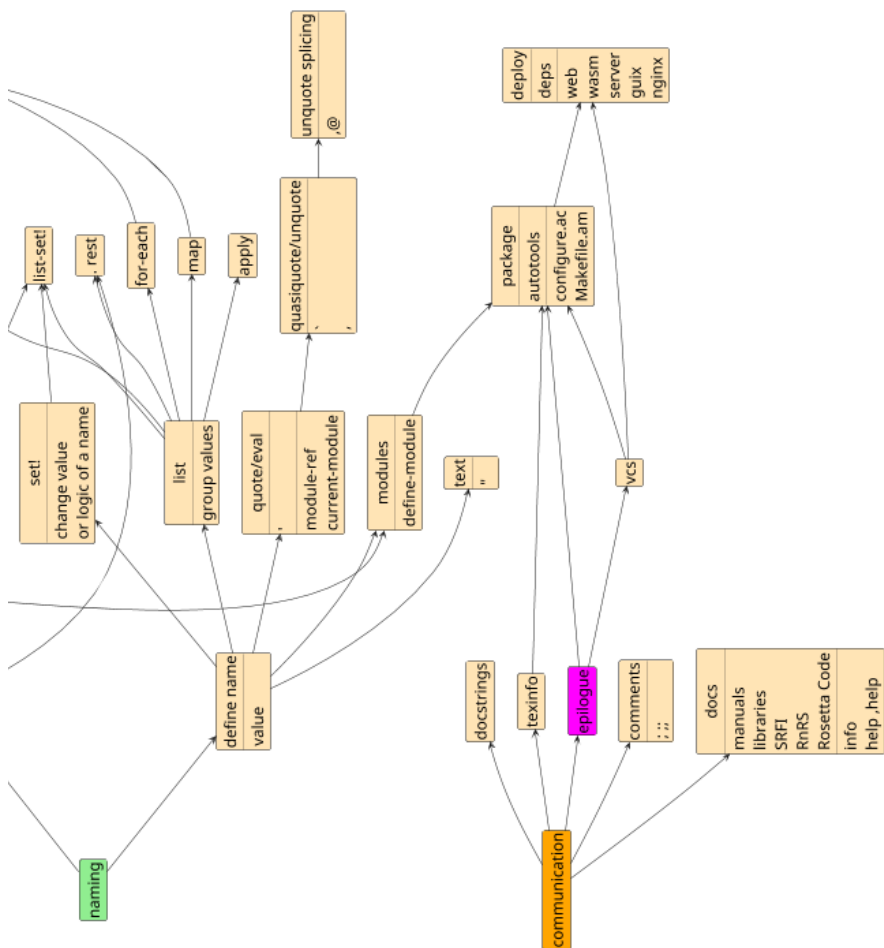 unquote splicing
,@
deploy
deps
web
wasm
server
guix
nginx
quasiquote/unquote
`
,
list-set!
. rest
for-each
map
apply
package
autotools
configure.ac
Makefile.am
set!
change value
or logic of a name
list
group values
quote/eval
'
module-ref
current-module
modules
define-module
text
"
vcs
define name
value
docstrings
texinfo
epilogue
comments
; ;;
docs
manuals
libraries
SRFI
RnRS
Rosetta Code
info
help ,help
naming
communication